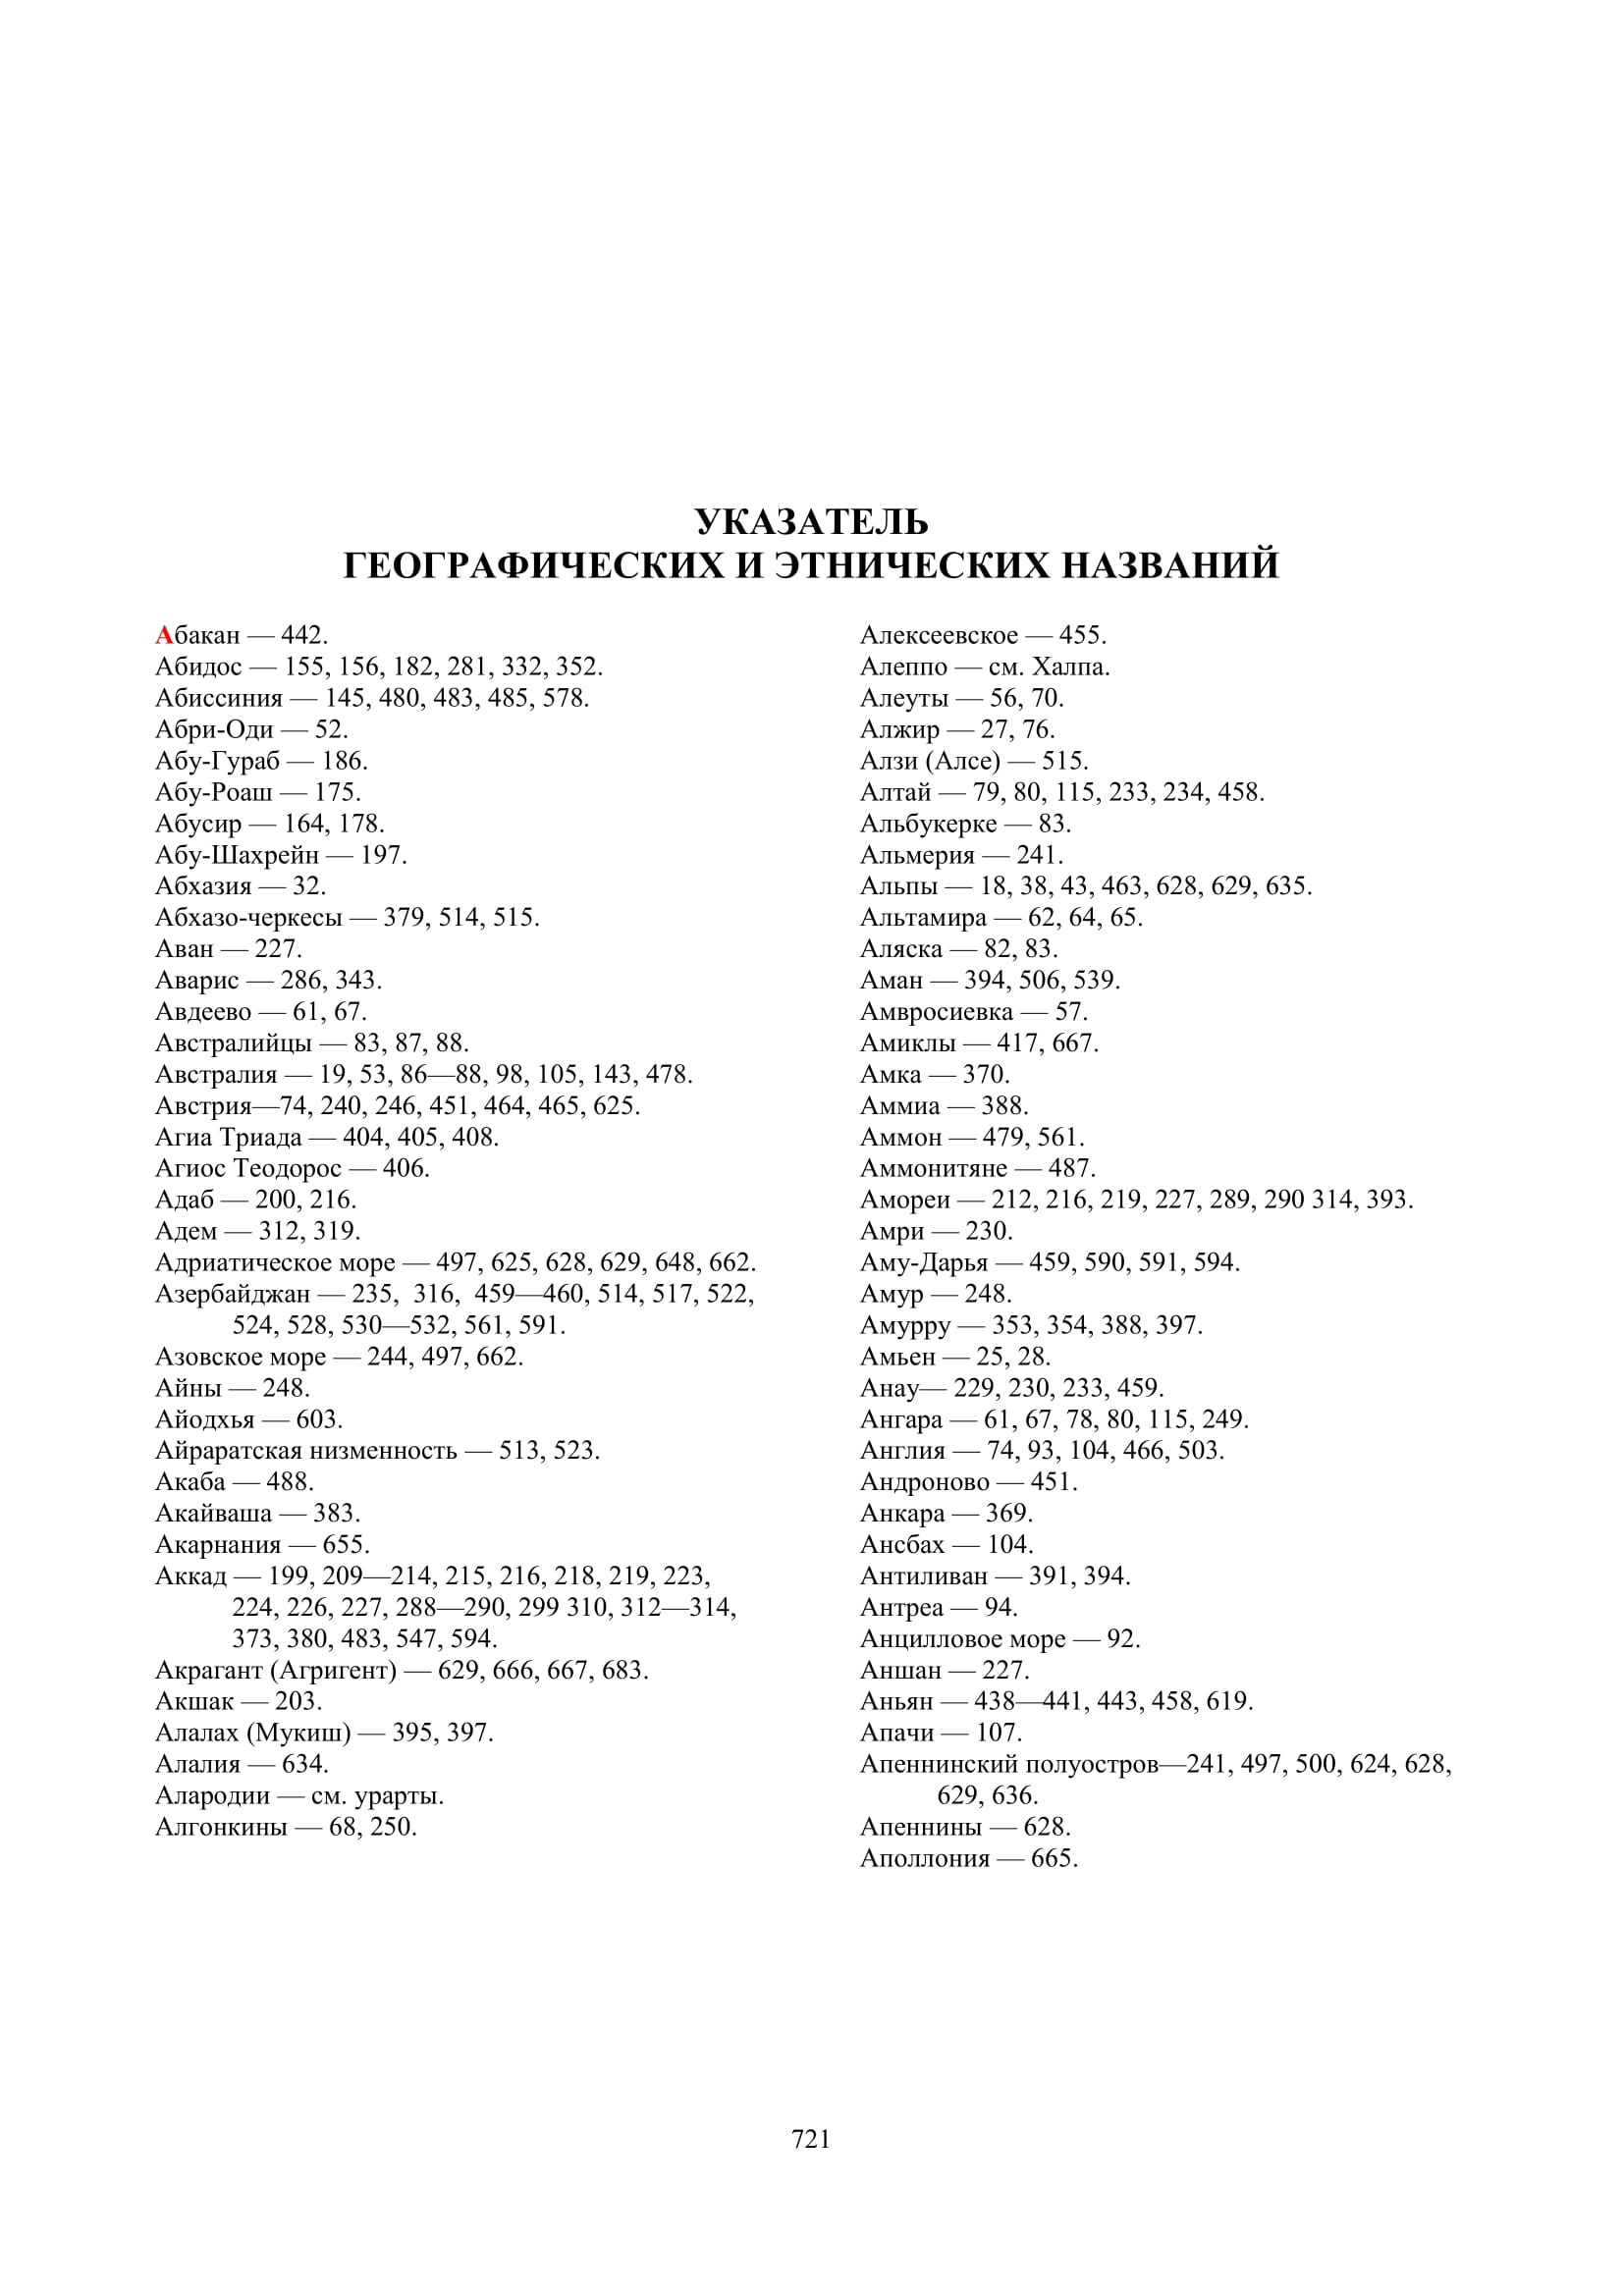 УКАЗАТЕЛЬ
ГЕОГРАФИЧЕСКИХ И ЭТНИЧЕСКИХ НАЗВАНИЙ
Абакан — 442.
Абидос — 155, 156, 182, 281, 332, 352.
Абиссиния — 145, 480, 483, 485, 578.
Абри-Оди — 52.
Абу-Гураб — 186.
Абу-Роаш — 175.
Абусир — 164, 178.
Абу-Шахрейн — 197.
Абхазия — 32.
Абхазо-черкесы — 379, 514, 515.
Аван — 227.
Аварис — 286, 343.
Авдеево — 61, 67.
Австралийцы — 83, 87, 88.
Австралия — 19, 53, 86—88, 98, 105, 143, 478.
Австрия—74, 240, 246, 451, 464, 465, 625.
Агиа Триада — 404, 405, 408.
Агиос Теодорос — 406.
Адаб — 200, 216.
Адем — 312, 319.
Адриатическое море — 497, 625, 628, 629, 648, 662.
Азербайджан — 235, 316, 459—460, 514, 517, 522,
524, 528, 530—532, 561, 591.
Азовское море — 244, 497, 662.
Айны — 248.
Айодхья — 603.
Айраратская низменность — 513, 523.
Акаба — 488.
Акайваша — 383.
Акарнания — 655.
Аккад — 199, 209—214, 215, 216, 218, 219, 223,
224, 226, 227, 288—290, 299 310, 312—314,
373, 380, 483, 547, 594.
Акрагант (Агригент) — 629, 666, 667, 683.
Акшак — 203.
Алалах (Мукиш) — 395, 397.
Алалия — 634.
Алародии — см. урарты.
Алгонкины — 68, 250.
Алексеевское — 455.
Алеппо — см. Халпа.
Алеуты — 56, 70.
Алжир — 27, 76.
Алзи (Алсе) — 515.
Алтай — 79, 80, 115, 233, 234, 458.
Альбукерке — 83.
Альмерия — 241.
Альпы — 18, 38, 43, 463, 628, 629, 635.
Альтамира — 62, 64, 65.
Аляска — 82, 83.
Аман — 394, 506, 539.
Амвросиевка — 57.
Амиклы — 417, 667.
Амка — 370.
Аммиа — 388.
Аммон — 479, 561.
Аммонитяне — 487.
Амореи — 212, 216, 219, 227, 289, 290 314, 393.
Амри — 230.
Аму-Дарья — 459, 590, 591, 594.
Амур — 248.
Амурру — 353, 354, 388, 397.
Амьен — 25, 28.
Анау— 229, 230, 233, 459.
Ангара — 61, 67, 78, 80, 115, 249.
Англия — 74, 93, 104, 466, 503.
Андроново — 451.
Анкара — 369.
Ансбах — 104.
Антиливан — 391, 394.
Антреа — 94.
Анцилловое море — 92.
Аншан — 227.
Аньян — 438—441, 443, 458, 619.
Апачи — 107.
Апеннинский полуостров—241, 497, 500, 624, 628,
629, 636.
Апеннины — 628.
Аполлония — 665.
721